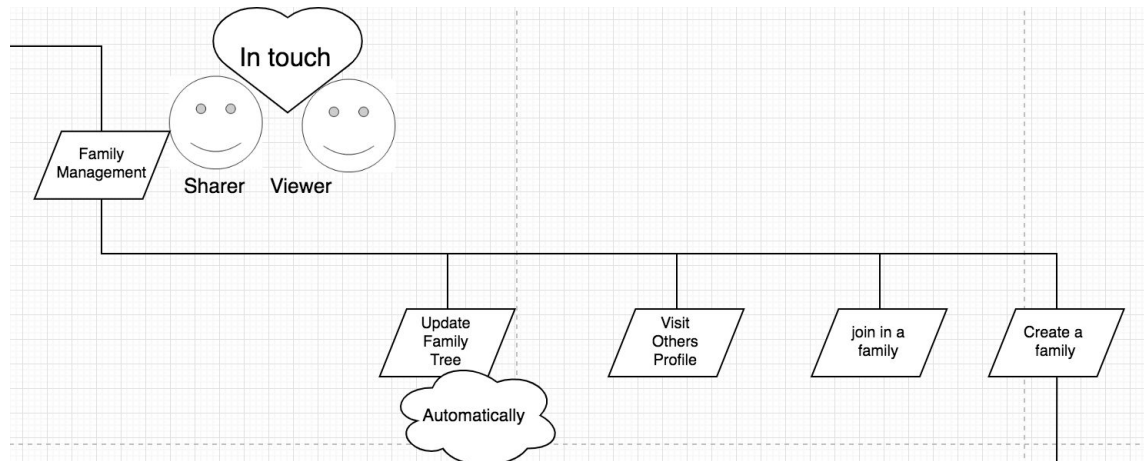 In touch
Family
Management
Sharer
Viewer
Update
Family
Tree
Visit
Others
Profile
join in a
family
Create a
family
Automatically